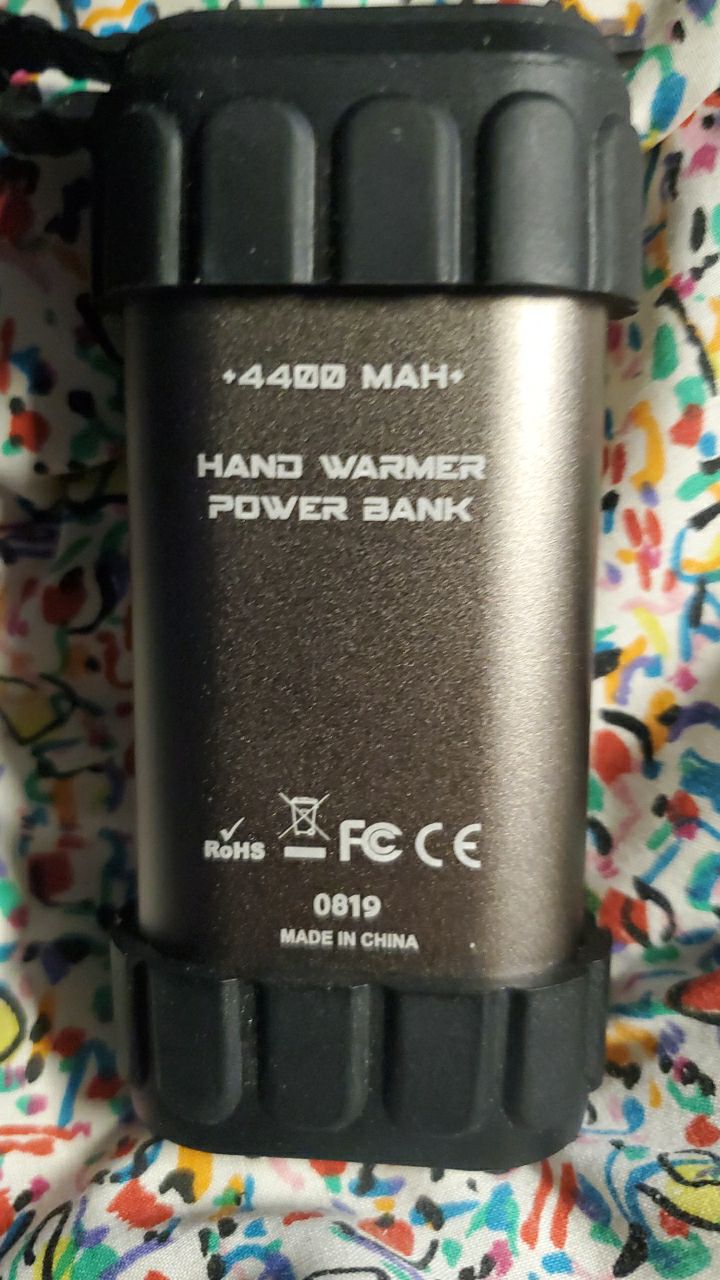 +4400 MAH+
HAND WARMER
POWER BANK
RoHS FC CE
0819
MADE IN CHINA